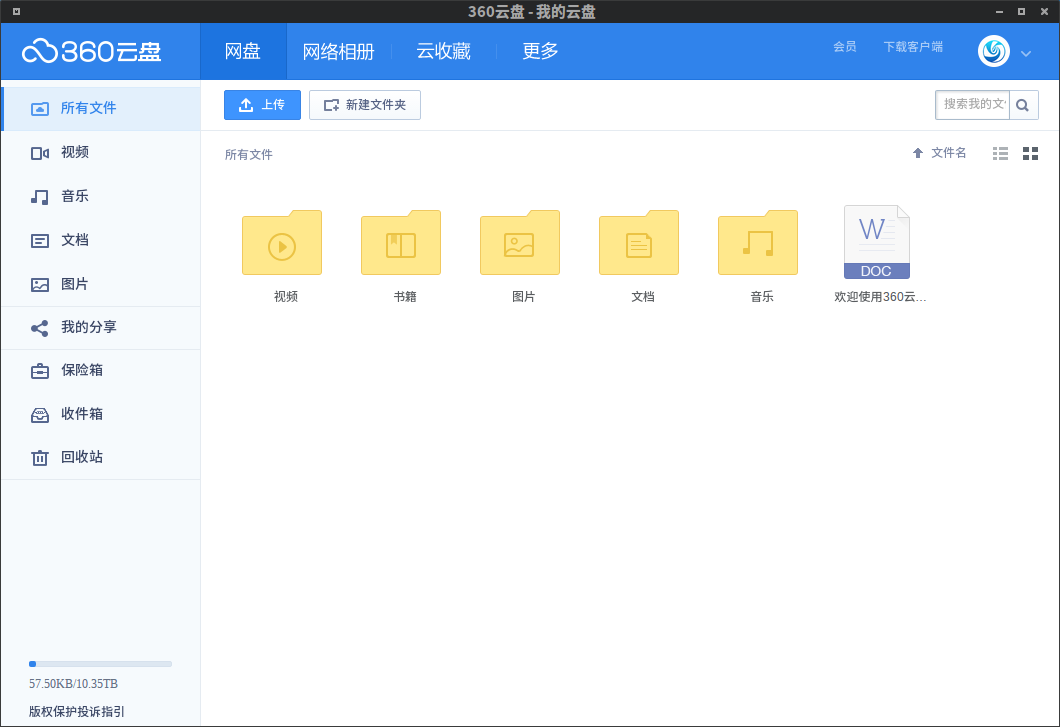 360云盘 - 我的云盘
360云盘
网盘
网络相册
云收藏
更多
会员
下载客户端
所有文件
视频
音乐
文档
图片
我的分享
保险箱
收件箱
回收站
57.50KB/10.35TB
版权保护投诉指引
上传
新建文件夹
搜索我的文
所有文件
文件名
W
DOC
视频
书籍
图片
文档
音乐
欢迎使用360云...